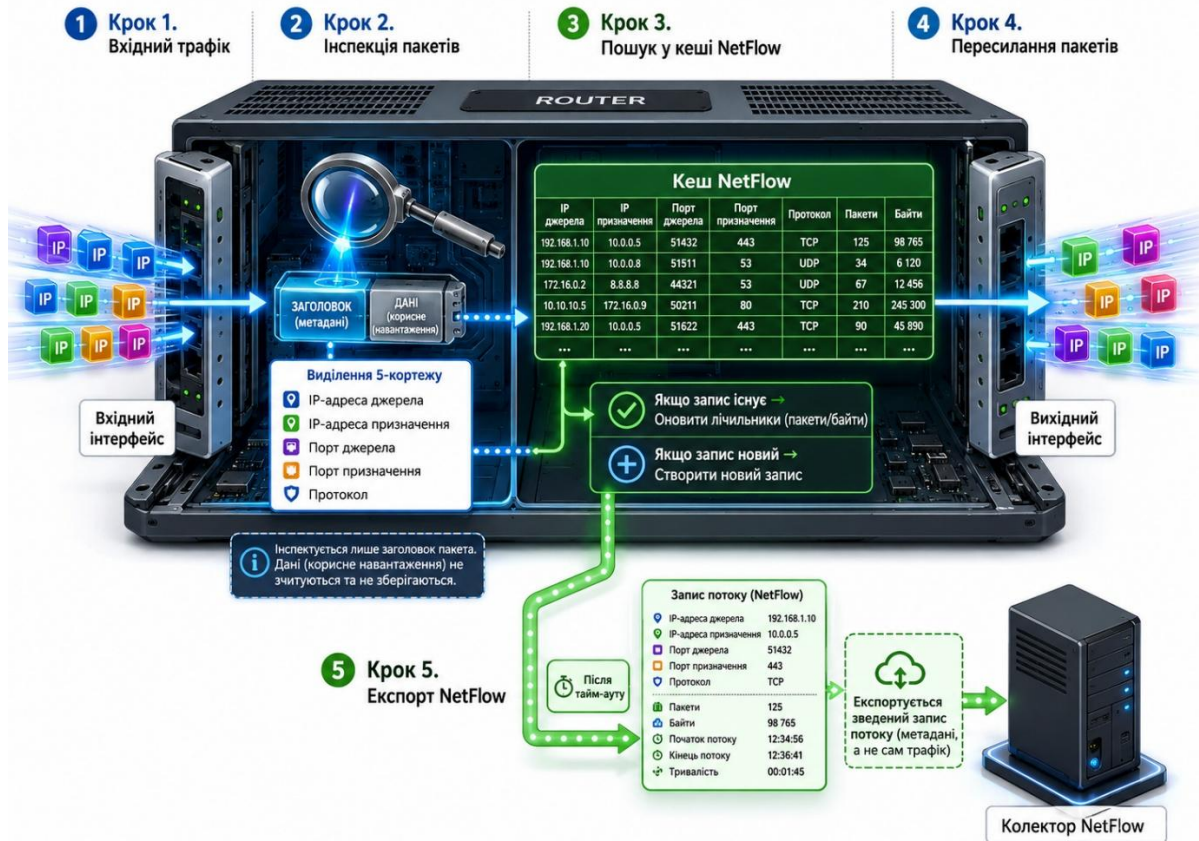 1 Крок 1.
Вхідний трафік
2 Крок 2.
Інспекція пакетів
3 Крок 3.
Пошук у кеші NetFlow
4 Крок 4.
Пересилання пакетів
ROUTER
IP IP IP
IP IP IP
IP IP IP
Вхідний
інтерфейс
ЗАГОЛОВОК
(метадані)
ДАНІ
(корисне
(навантаження)
Виділення 5-кортежу
IP-адреса джерела
IP-адреса призначення
Порт джерела
Порт призначення
Протокол
i Інспектується лише заголовок пакета.
Дані (корисне навантаження) не
зчитуються та не зберігаються.
Кеш NetFlow
IP джерела IP призначення Порт джерела Порт призначення Протокол Пакети Байти
192.168.1.10 10.0.0.5 51432 443 TCP 125 98 765
192.168.1.10 10.0.0.8 51511 53 UDP 34 6 120
172.16.0.2 8.8.8.8 44321 53 UDP 67 12 456
10.10.10.5 172.16.0.9 50211 80 TCP 210 245 300
192.168.1.20 10.0.0.5 51622 443 TCP 90 45 890
... ... ... ... ... ... ...
Якщо запис існує →
Оновити лічильники (пакети/байти)
Якщо запис новий →
Створити новий запис
IP IP
IP IP
IP IP IP
Вихідний
інтерфейс
5 Крок 5.
Експорт NetFlow
Після
тайм-ауту
Запис потоку (NetFlow)
IP-адреса джерела 192.168.1.10
IP-адреса призначення 10.0.0.5
Порт джерела 51432
Порт призначення 443
Протокол TCP
Пакети 125
Байти 98 765
Початок потоку 12:34:56
Кінець потоку 12:36:41
Тривалість 00:01:45
Експортується
зведений запис
потоку (метадані,
а не сам трафік)
Колектор NetFlow